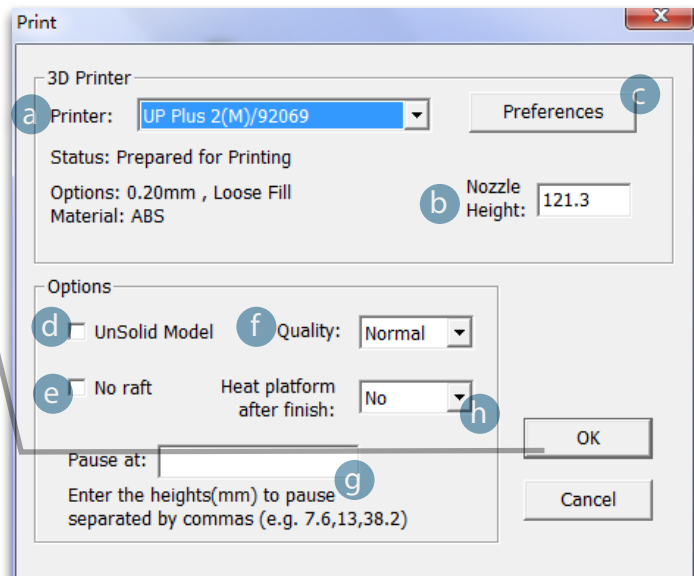 Print
3D Printer
a Printer: UP Plus 2(M)/92069 Preferences c
Status: Prepared for Printing
Options: 0.20mm , Loose Fill
Material: ABS
b Nozzle Height: 121.3
Options
d UnSolid Model f Quality: Normal
e No raft Heat platform after finish: No h
OK
Pause at: g
Enter the heights(mm) to pause
separated by commas (e.g. 7.6,13,38.2)
Cancel